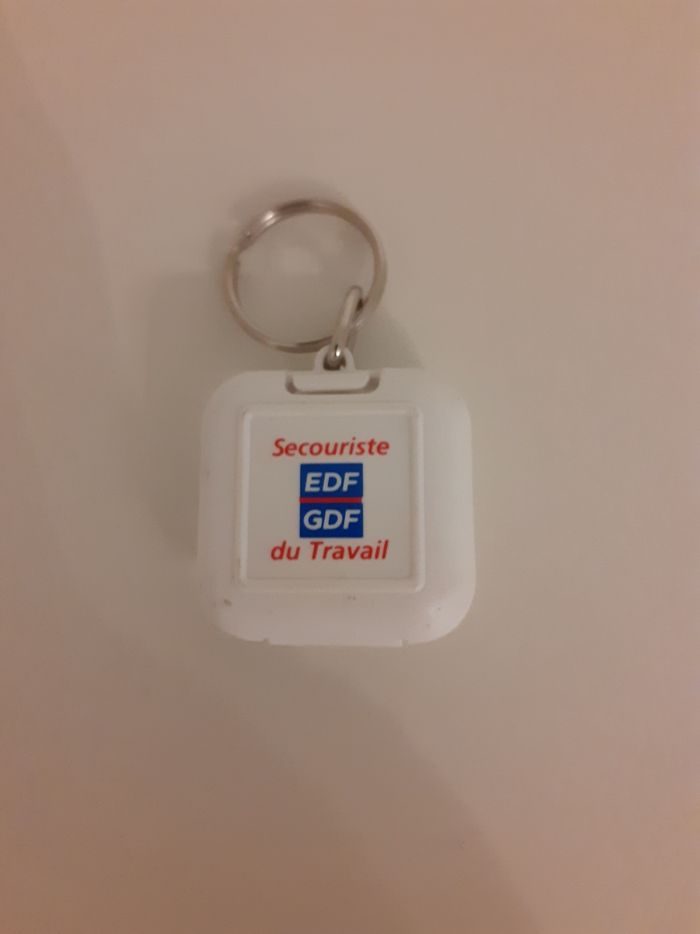 Secouriste
EDF
GDF
du Travail